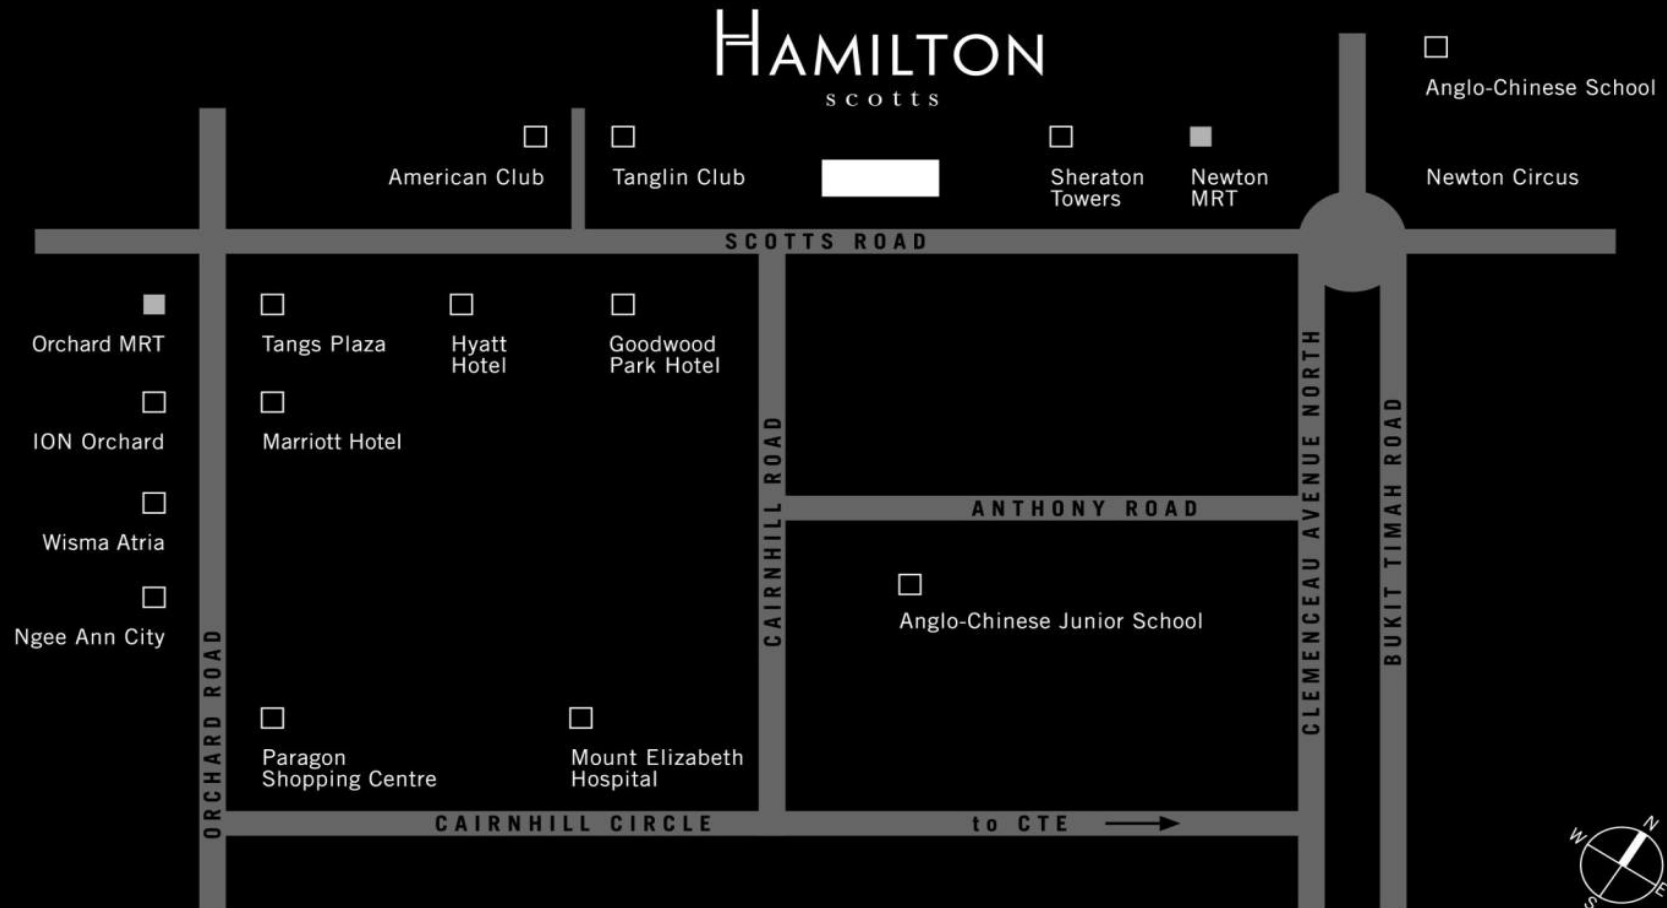 HAMILTON
scotts
Anglo-Chinese School
American Club
Tanglin Club
Sheraton
Towers
Newton
MRT
Newton Circus
SCOTTS ROAD
Orchard MRT
Tangs Plaza
Hyatt
Hotel
Goodwood
Park Hotel
ION Orchard
Marriott Hotel
Wisma Atria
Ngee Ann City
ORCHARD ROAD
CAIRNHILL ROAD
ANTHONY ROAD
Anglo-Chinese Junior School
CLEMENCEAU AVENUE NORTH
BUKIT TIMAH ROAD
Paragon
Shopping Centre
Mount Elizabeth
Hospital
CAIRNHILL CIRCLE
to CTE
N
W
E
S